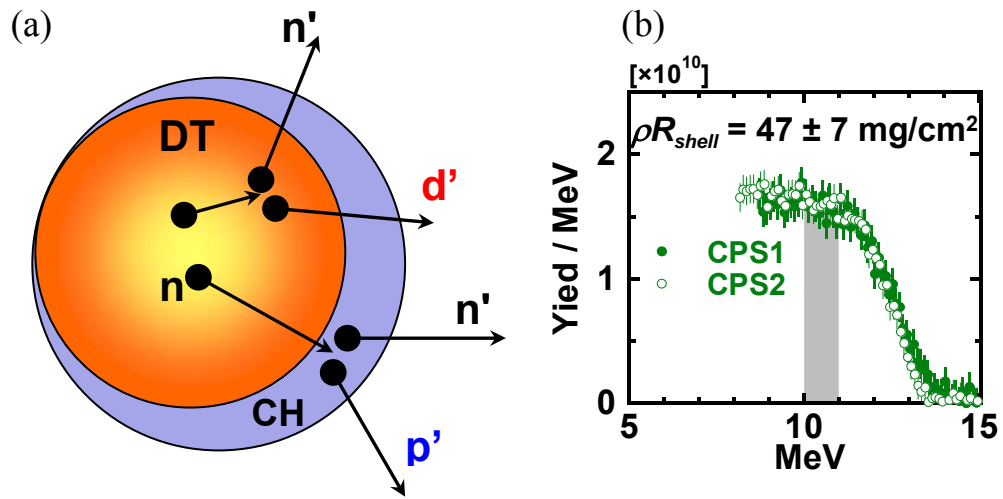 (a)
n'
DT
d'
n
n'
CH
p'
(b)
[×10¹⁰]
ρR_shell = 47 ± 7 mg/cm²
2
CPS1
CPS2
1
0
Yied / MeV
5
10
15
MeV